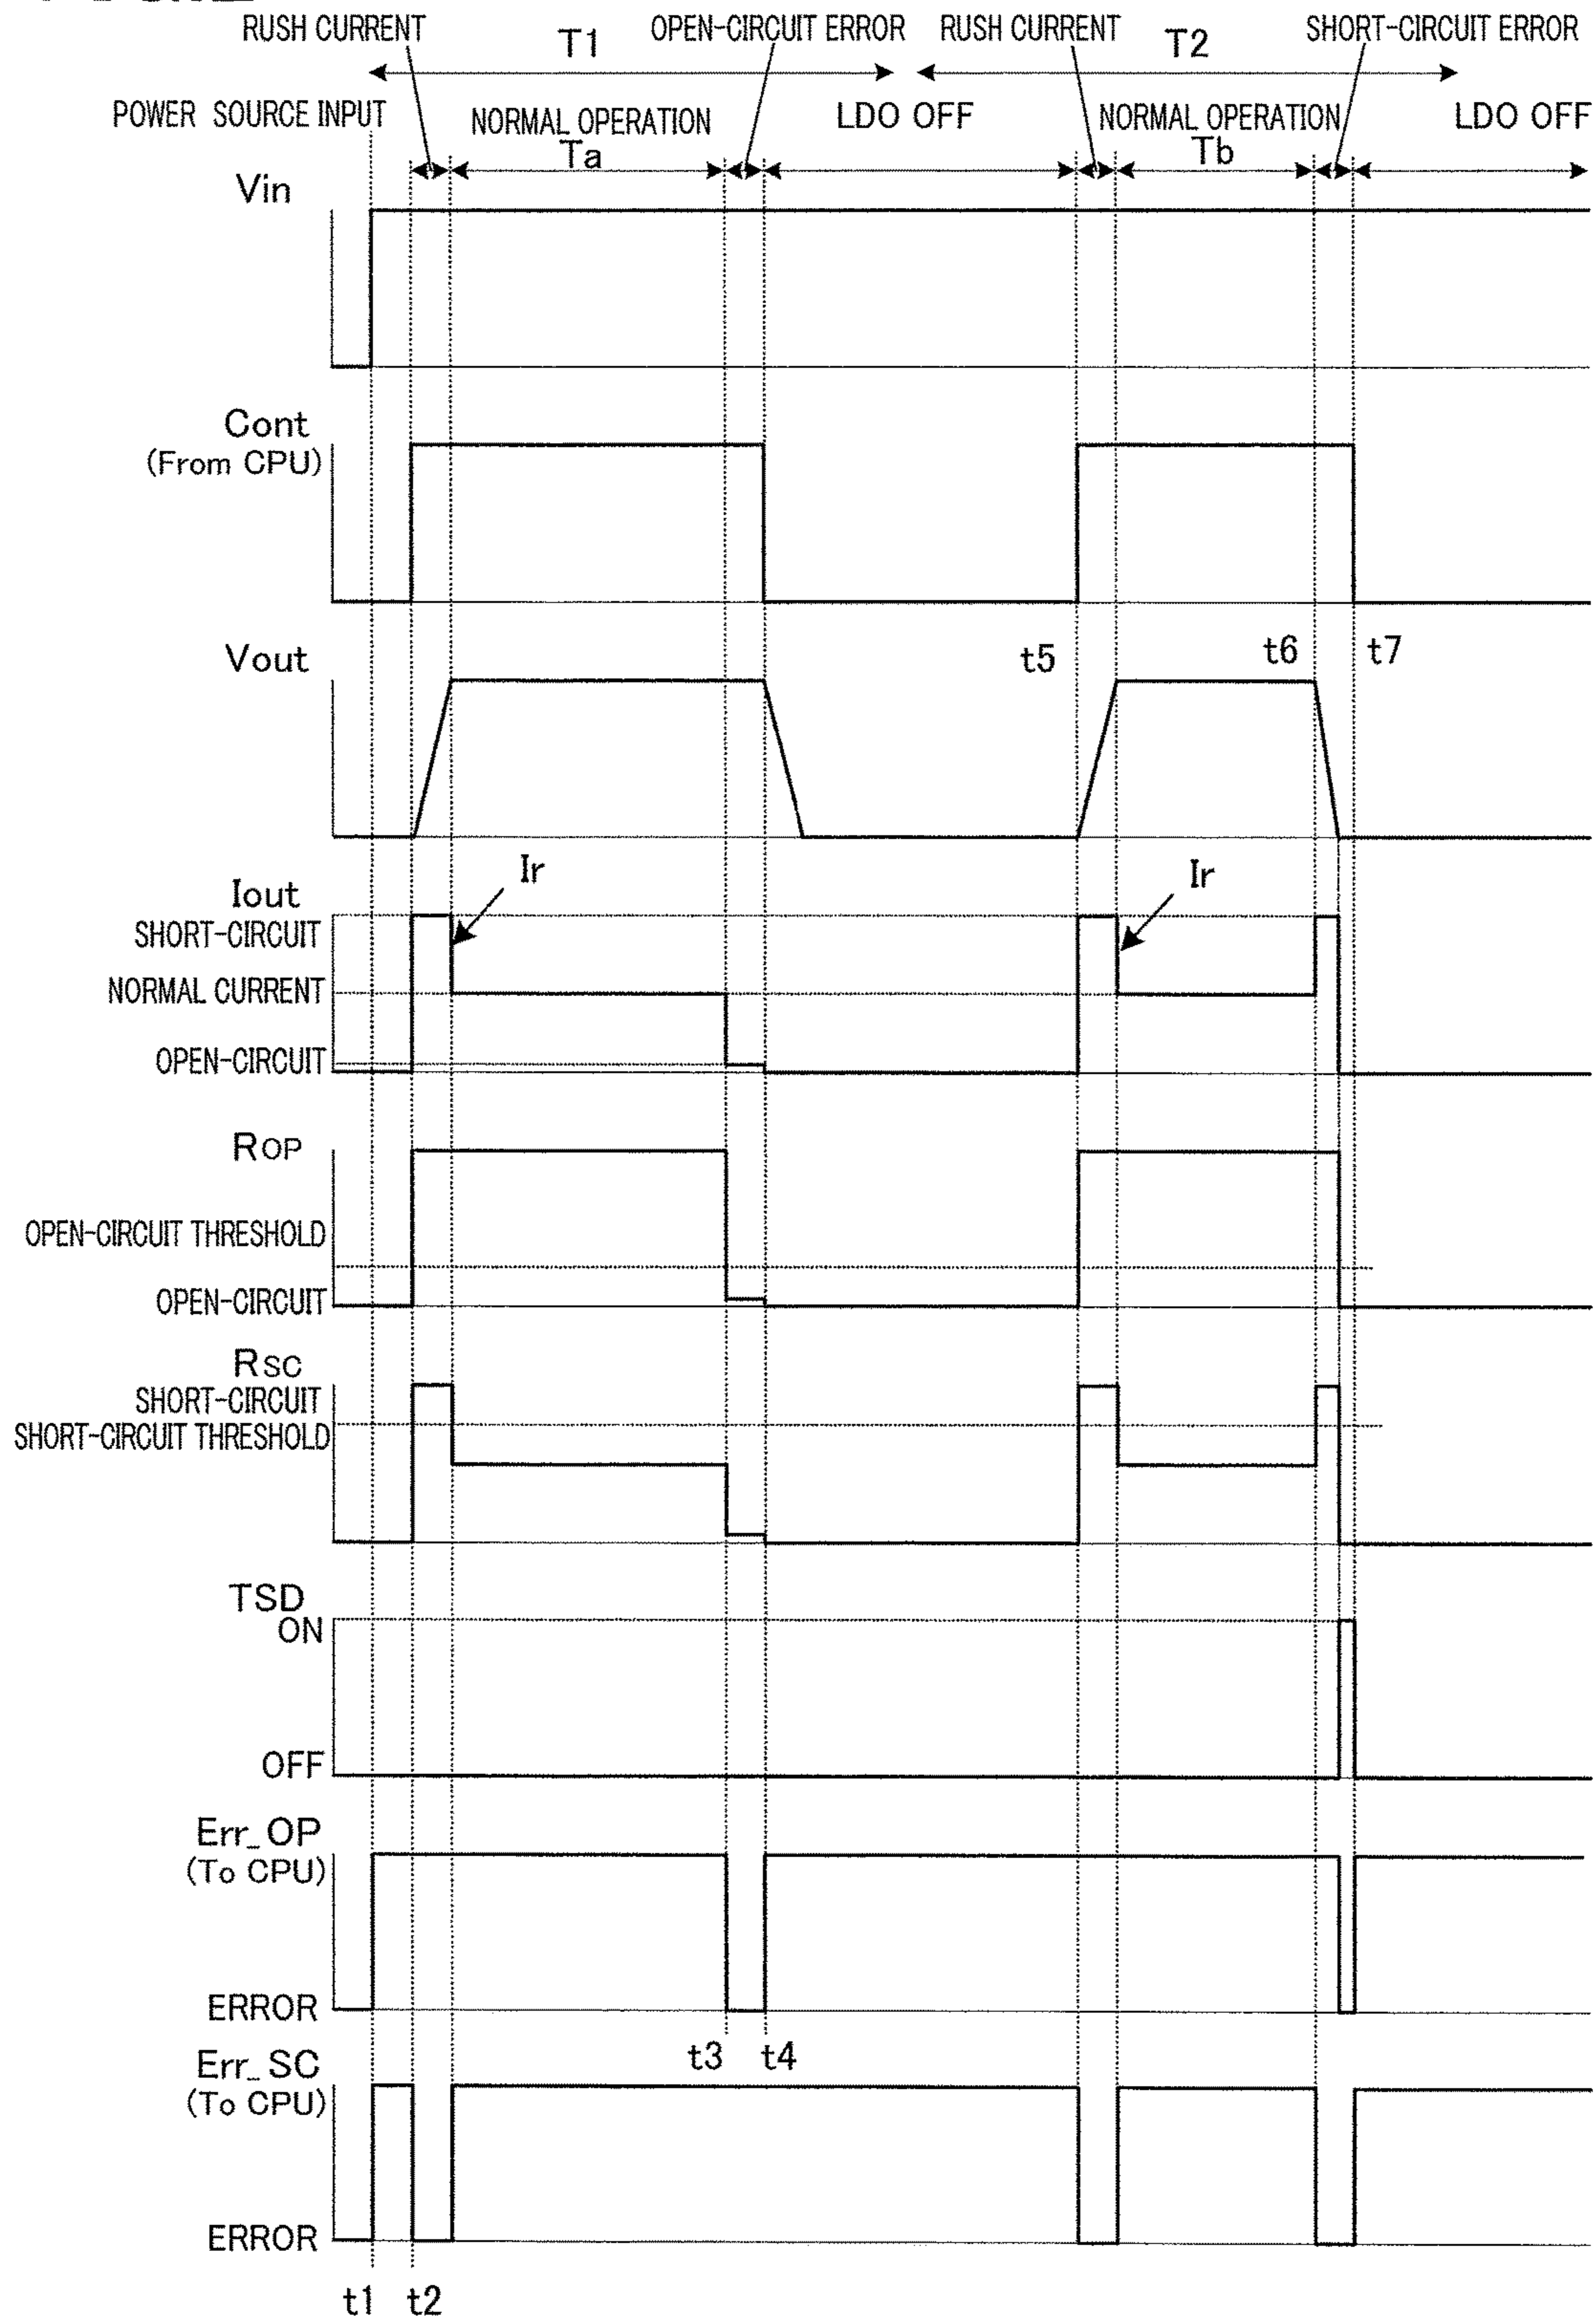 RUSH CURRENT
T1
OPEN-CIRCUIT ERROR
RUSH CURRENT
T2
SHORT-CIRCUIT ERROR
POWER SOURCE INPUT
NORMAL OPERATION
LDO OFF
NORMAL OPERATION
LDO OFF
Ta
Tb
Vin
Cont
(From CPU)
Vout
t5
t6
t7
Ir
Ir
Iout
SHORT-CIRCUIT
NORMAL CURRENT
OPEN-CIRCUIT
ROP
OPEN-CIRCUIT THRESHOLD
OPEN-CIRCUIT
RSC
SHORT-CIRCUIT
SHORT-CIRCUIT THRESHOLD
TSD
ON
OFF
Err_OP
(To CPU)
ERROR
t3
t4
Err_SC
(To CPU)
ERROR
t1
t2